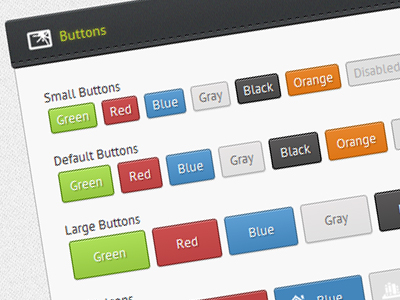 Buttons
Small Buttons
Green Red Blue Gray Black Orange Disabled
Default Buttons
Green Red Blue Gray Black Orange
Large Buttons
Green Red Blue Gray
Blue